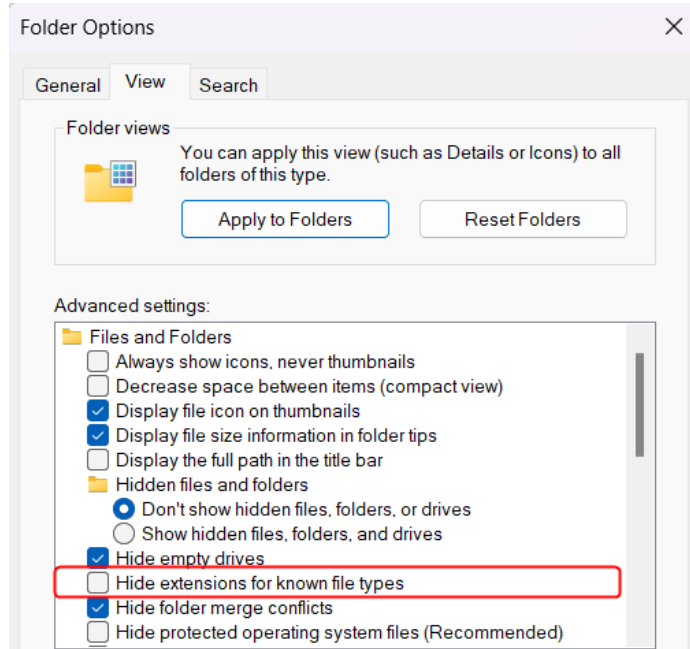 Folder Options
General View Search
Folder views
You can apply this view (such as Details or Icons) to all
folders of this type.
Apply to Folders Reset Folders
Advanced settings:
Files and Folders
Always show icons, never thumbnails
Decrease space between items (compact view)
Display file icon on thumbnails
Display file size information in folder tips
Display the full path in the title bar
Hidden files and folders
Don't show hidden files, folders, or drives
Show hidden files, folders, and drives
Hide empty drives
Hide extensions for known file types
Hide folder merge conflicts
Hide protected operating system files (Recommended)